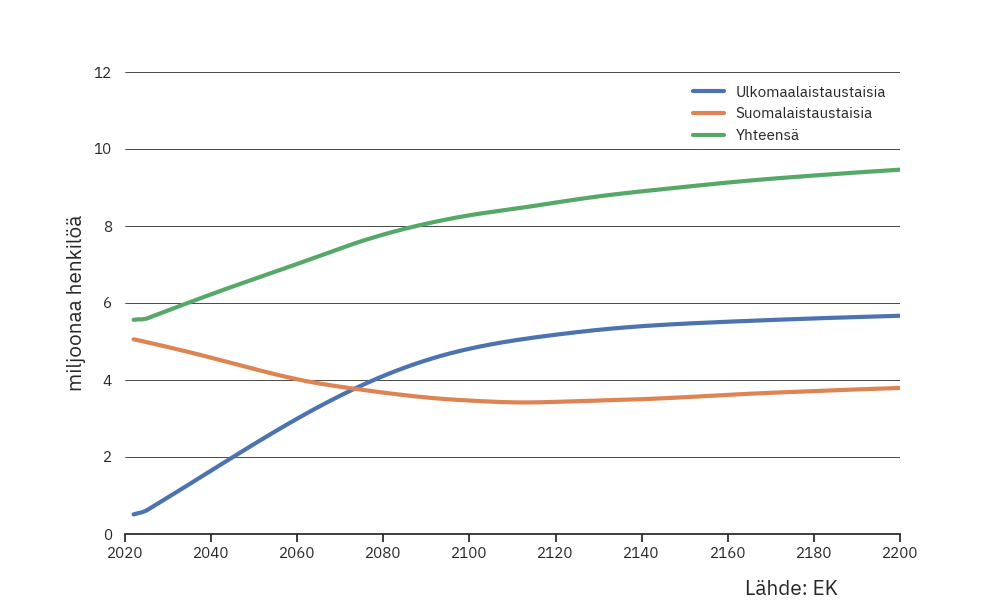 12
10
8
6
4
2
0
miljoonaa henkilöä
Ulkomaalaistaustaisia
Suomalaistaustaisia
Yhteensä
2020 2040 2060 2080 2100 2120 2140 2160 2180 2200
Lähde: EK